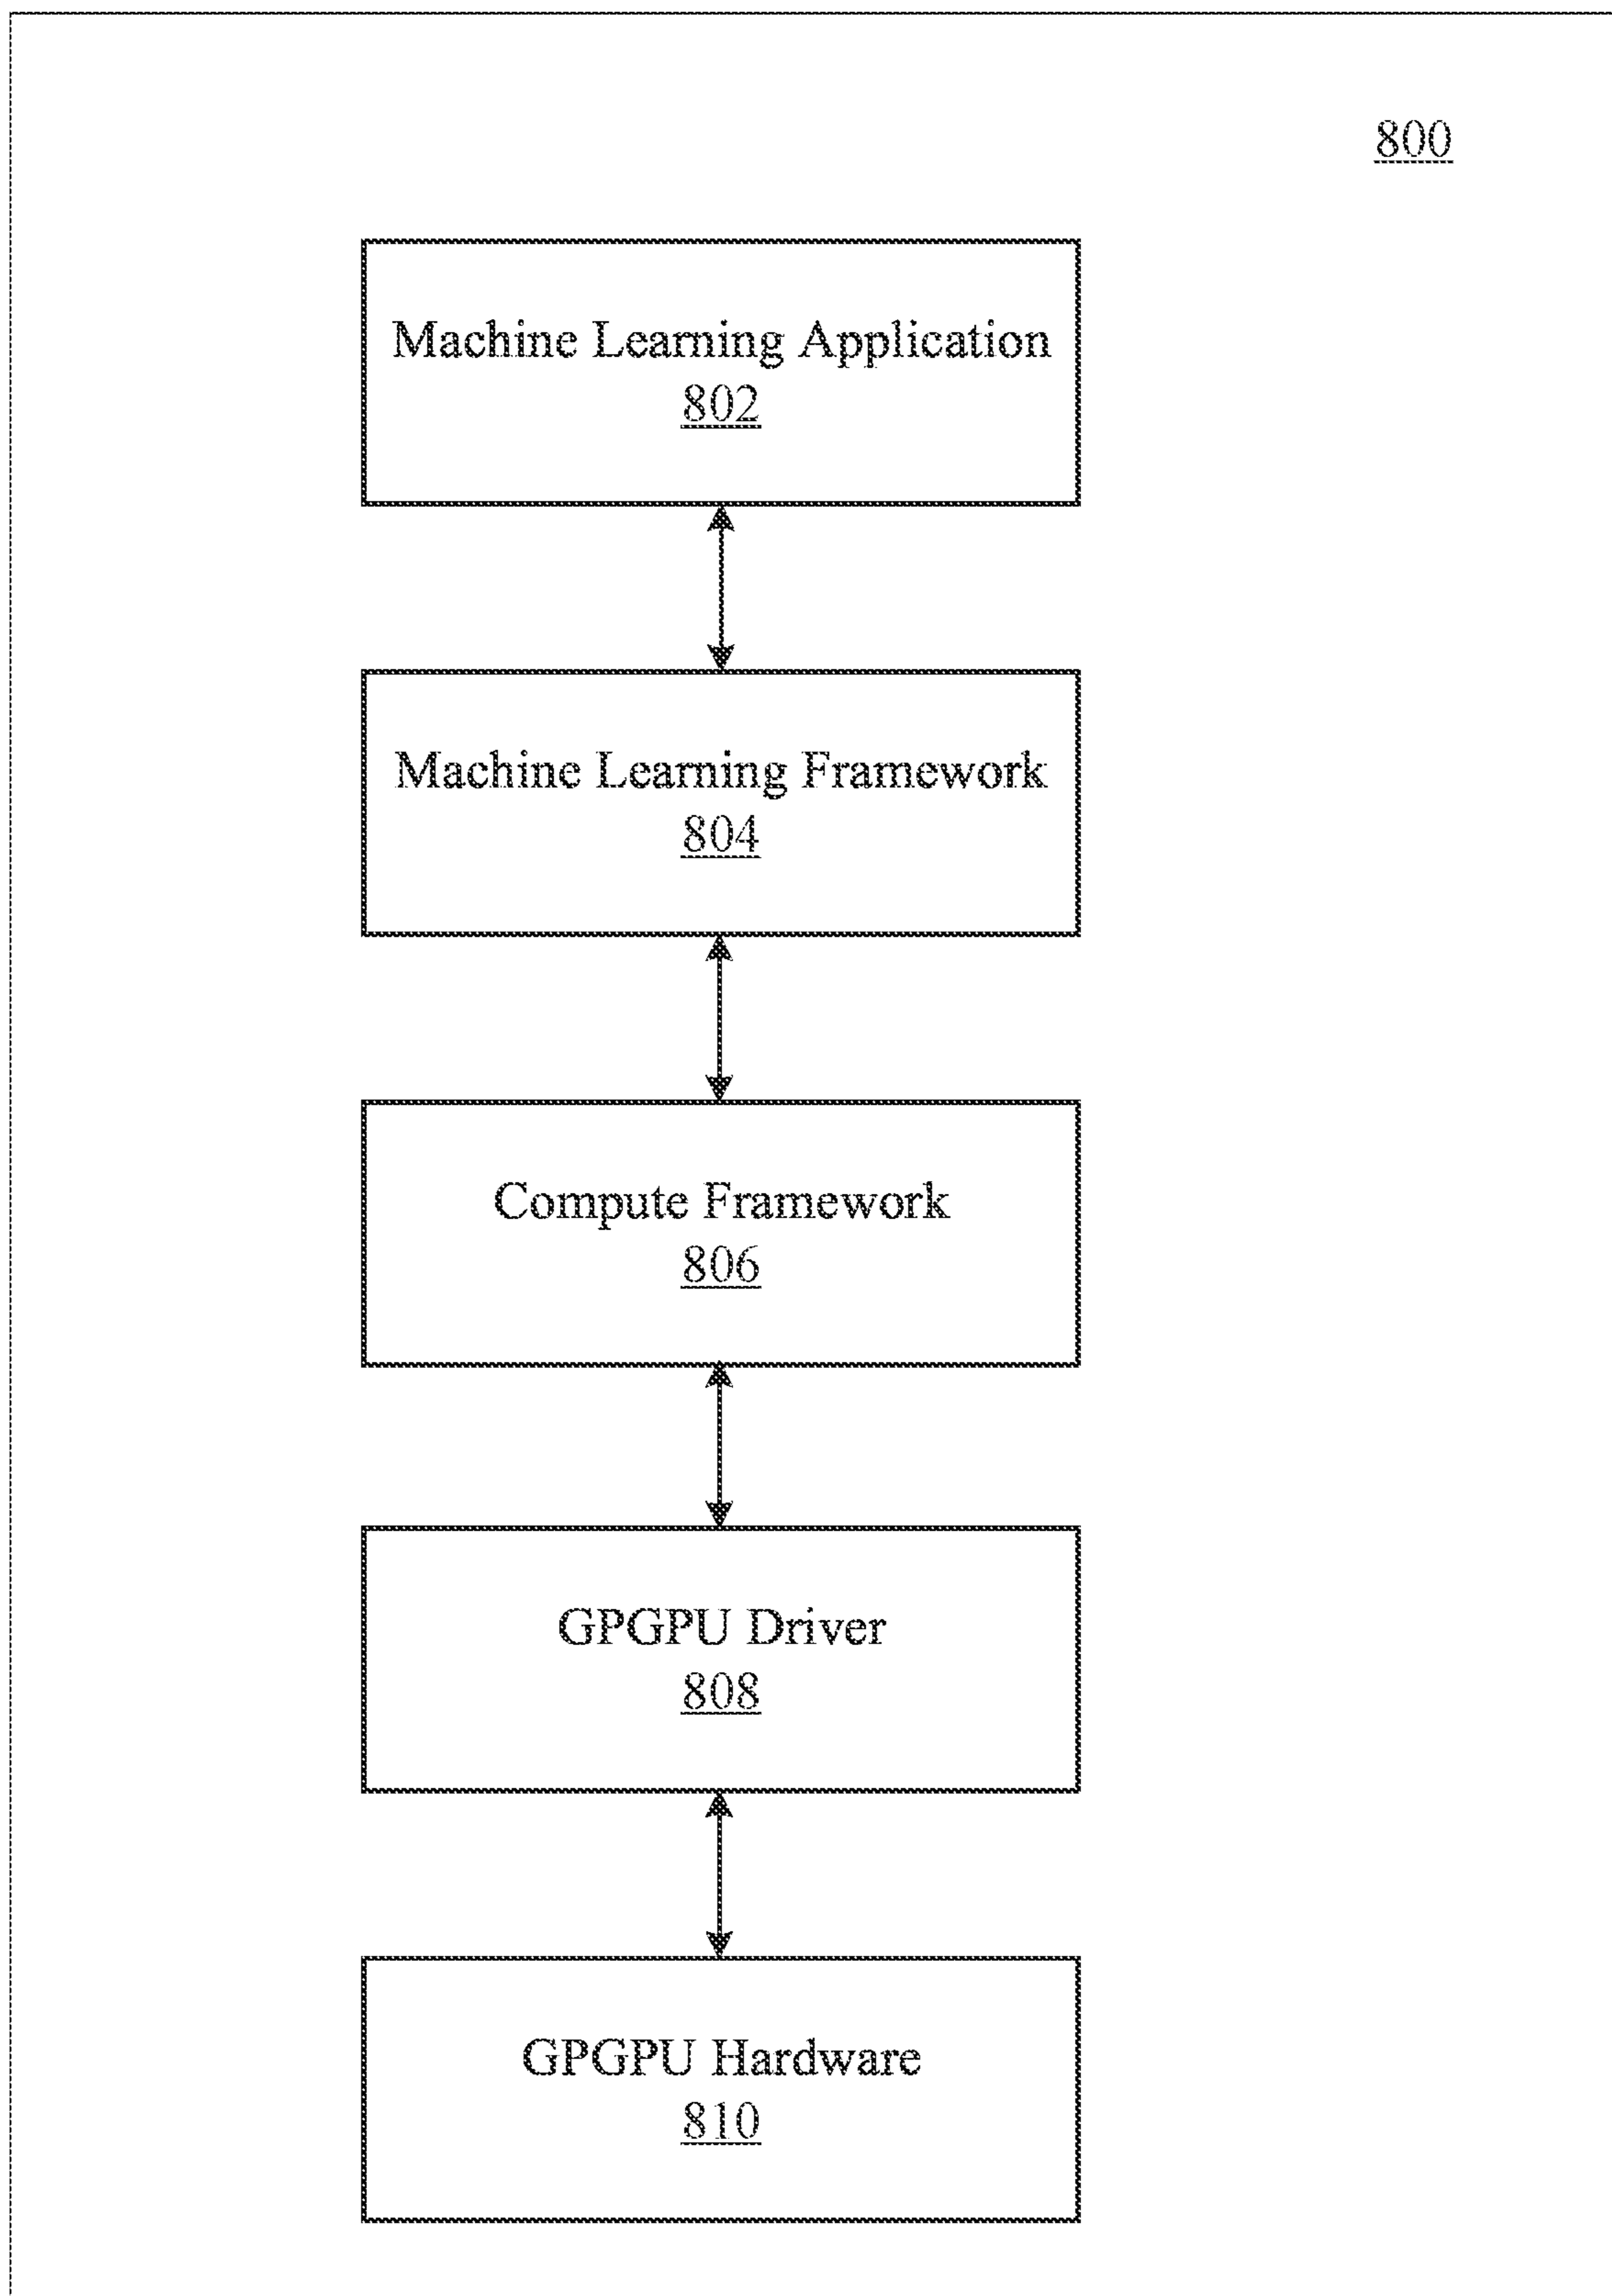 800
Machine Learning Application
802
Machine Learning Framework
804
Compute Framework
806
GPGPU Driver
808
GPGPU Hardware
810